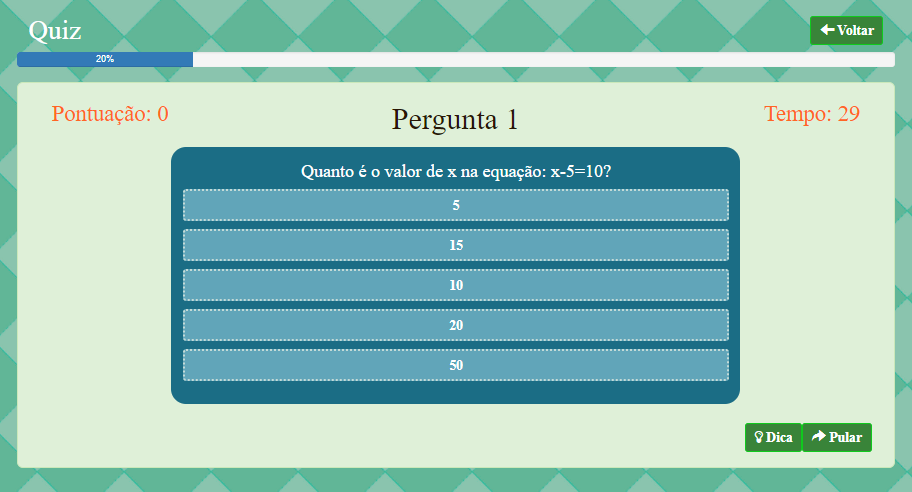 Quiz
Voltar
20%
Pontuação: 0
Pergunta 1
Tempo: 29
Quanto é o valor de x na equação: x-5=10?
5
15
10
20
50
Dica
Pular